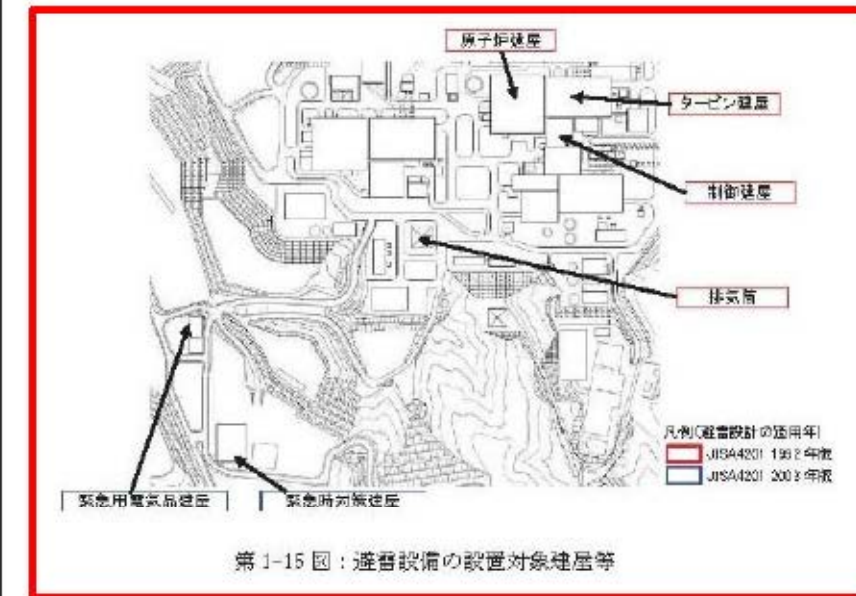 原子炉建屋
タービン建屋
制御建屋
排気筒
凡例(避雷設計の適用年)
JISA4201 1992年版
JISA4201 2003年版
緊急用電気品建屋
緊急時対策建屋
第1-15図：避雷設備の設置対象建屋等